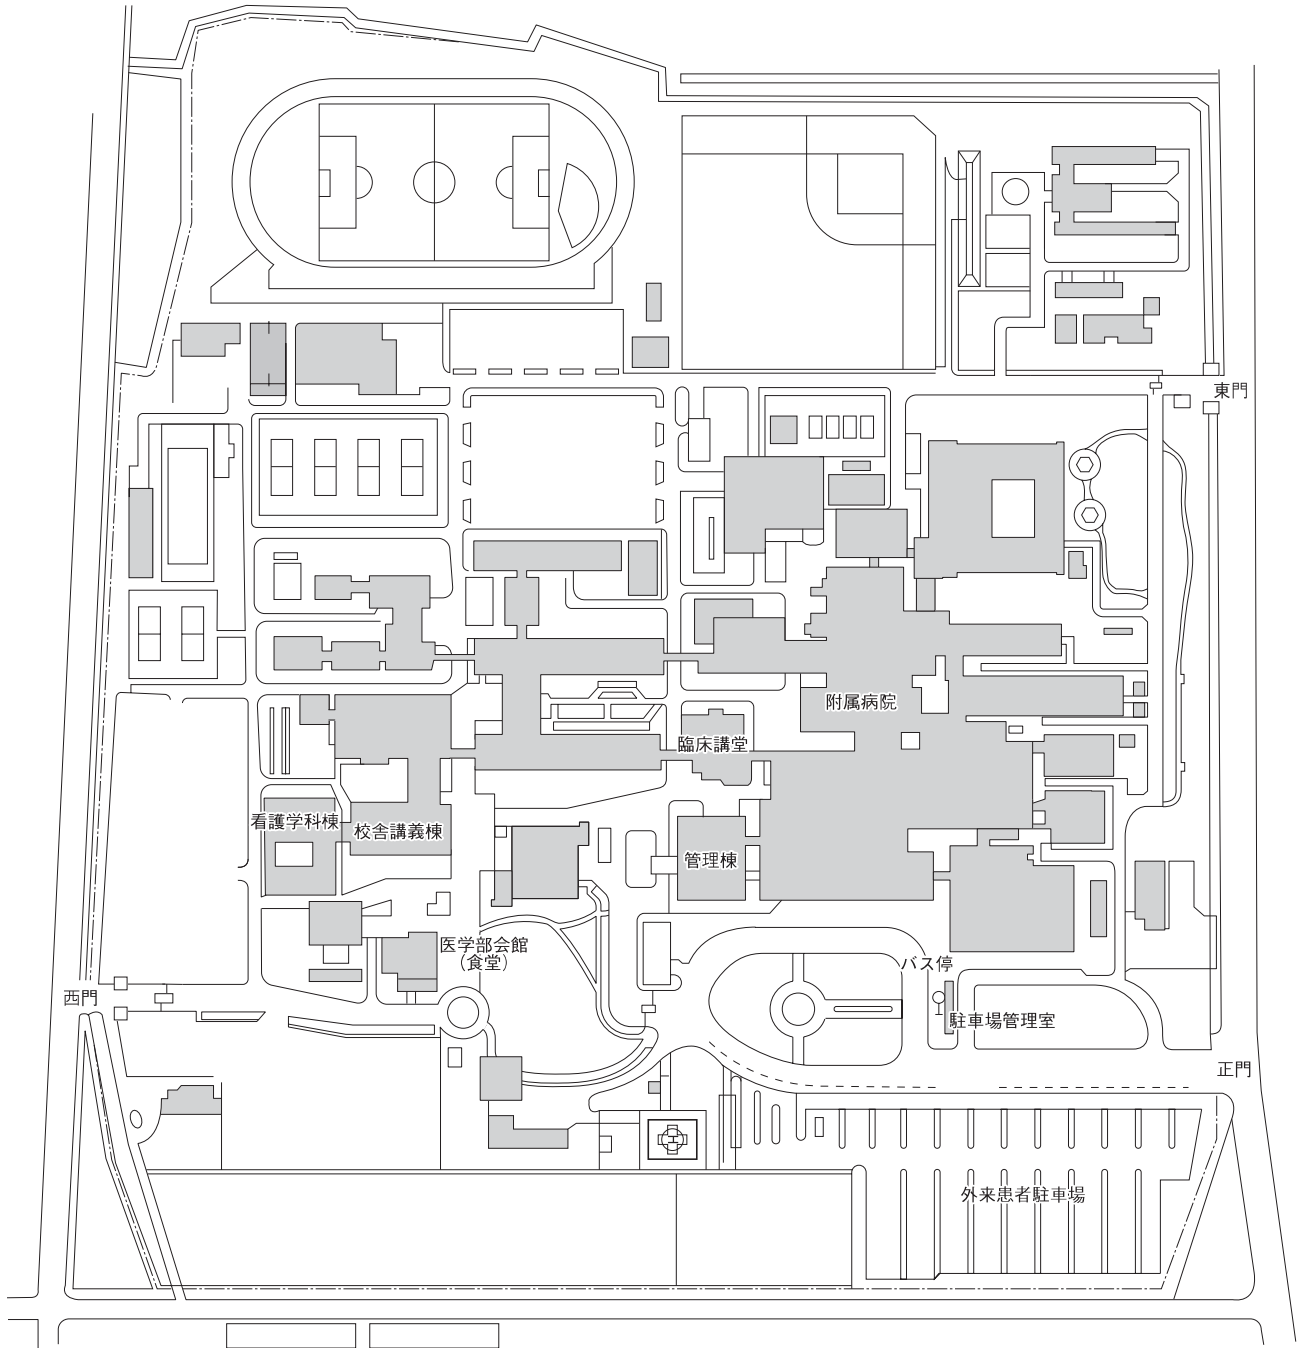 東門
附属病院
臨床講堂
看護学科棟
校舎講義棟
管理棟
医学部会館
(食堂)
バス停
西門
駐車場管理室
正門
H
外来患者駐車場